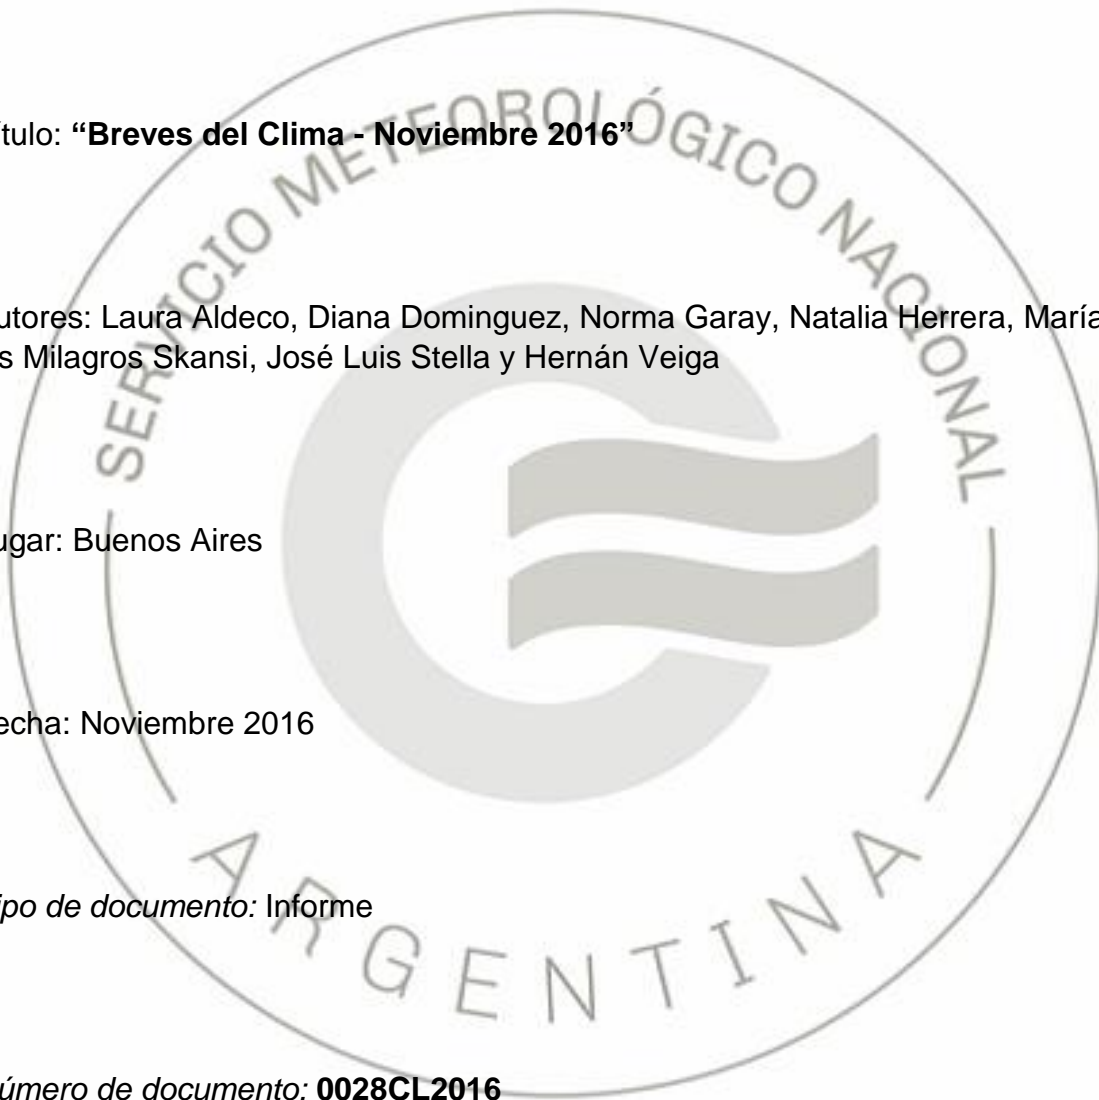 SERVICIO METEOROLÓGICO NACIONAL
ítulo: “Breves del Clima - Noviembre 2016”
utores: Laura Aldeco, Diana Dominguez, Norma Garay, Natalia Herrera, María
s Milagros Skansi, José Luis Stella y Hernán Veiga
ugar: Buenos Aires
echa: Noviembre 2016
ipo de documento: Informe
ARGENTINA
úmero de documento: 0028CL2016